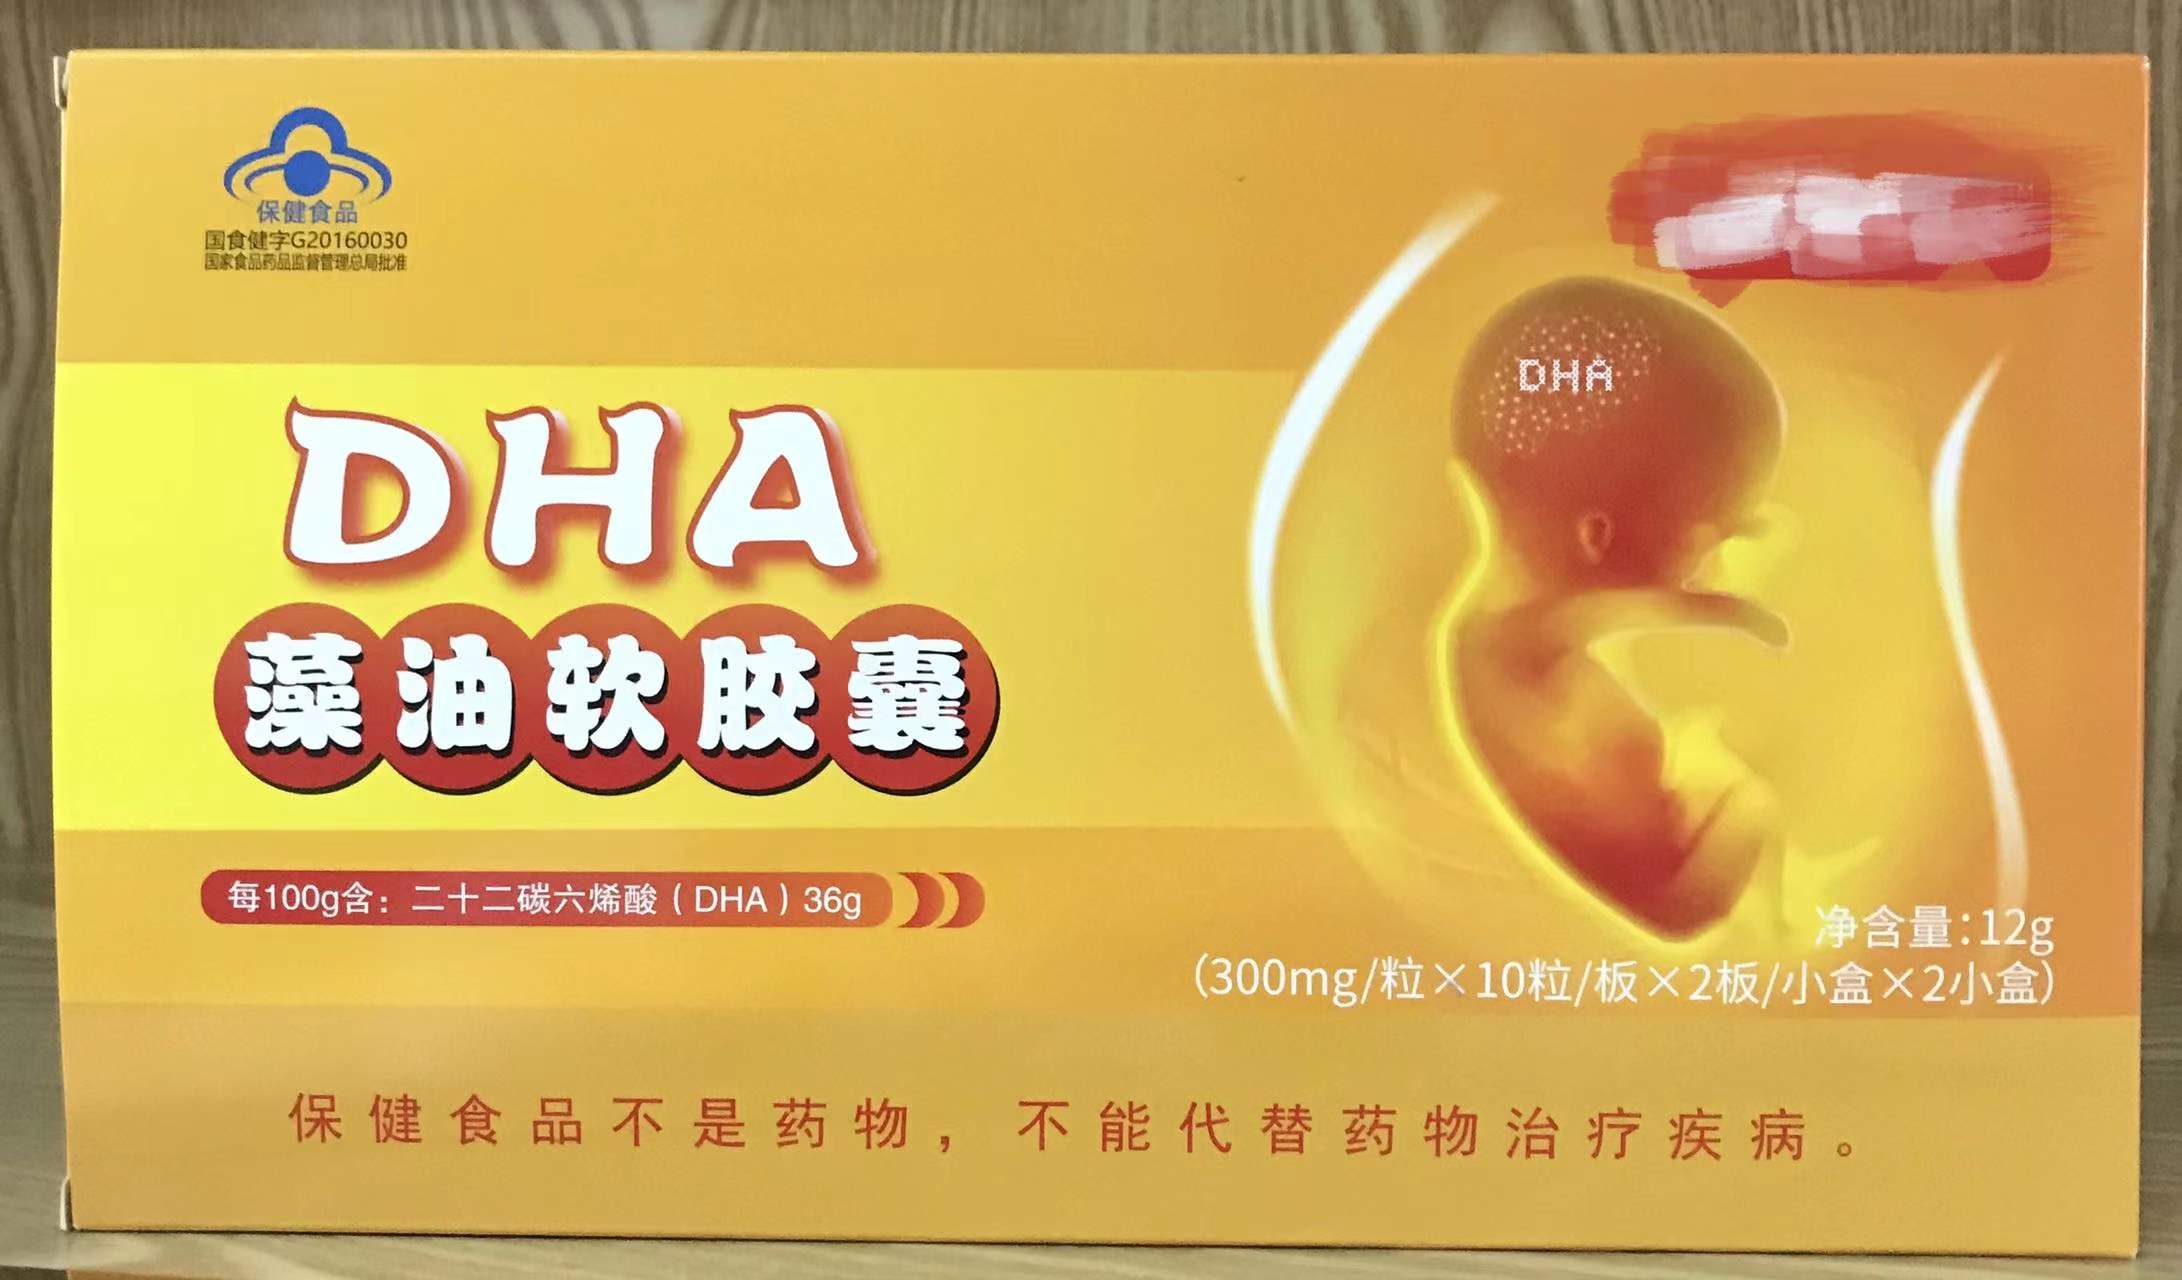 保健食品
国食健字G20160030
国家食品药品监督管理总局批准
DHA
DHA
藻油软胶囊
每100g含：二十二碳六烯酸（DHA）36g
净含量：12g
（300mg/粒×10粒/板×2板/小盒×2小盒）
保健食品不是药物，不能代替药物治疗疾病。